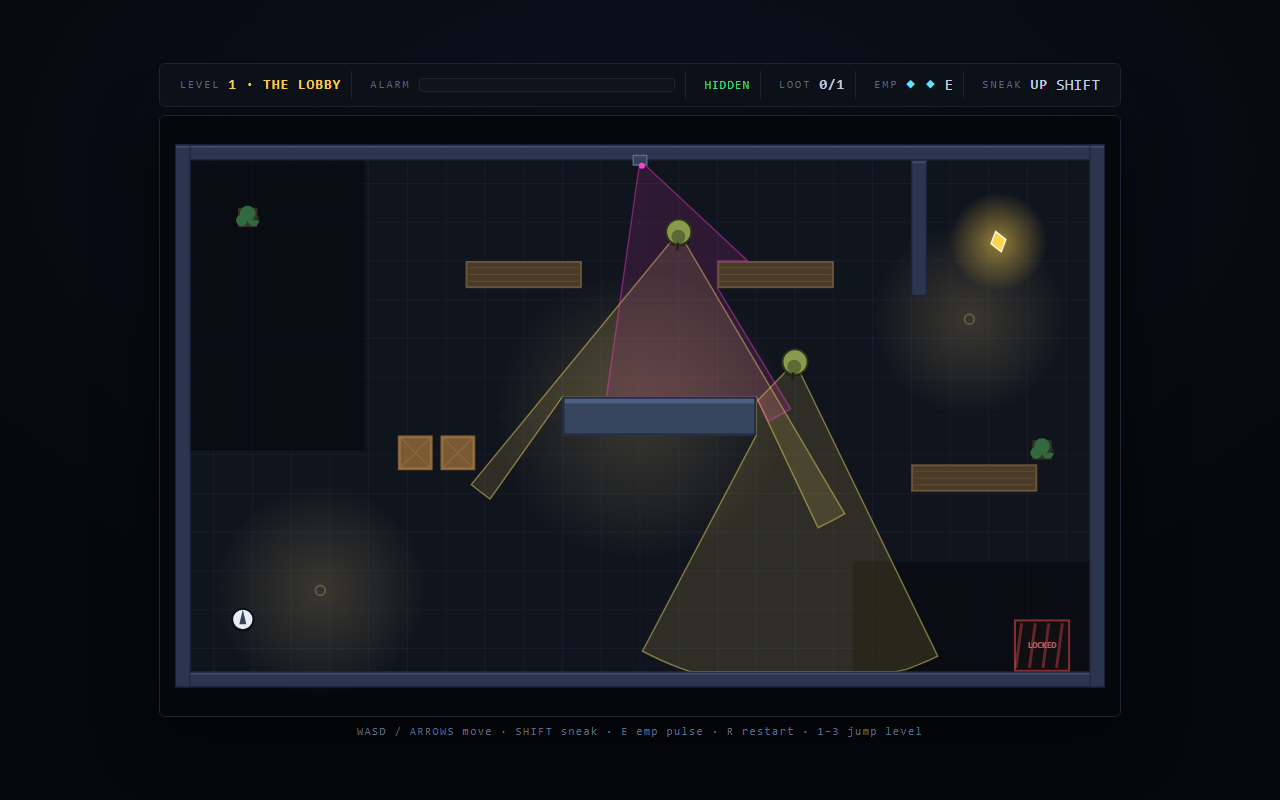 LEVEL 1 · THE LOBBY ALARM HIDDEN LOOT 0/1 EMP ◆ ◆ E SNEAK UP SHIFT
LOCKED
WASD / ARROWS move · SHIFT sneak · E emp pulse · R restart · 1–3 jump level